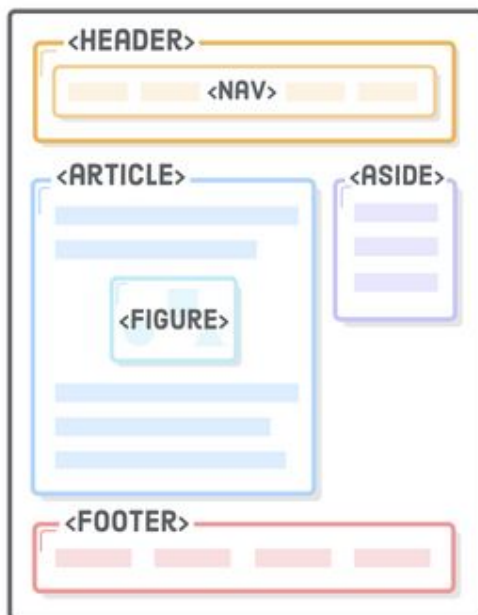 <HEADER>
<NAV>
<ARTICLE>
<ASIDE>
<FIGURE>
<FOOTER>